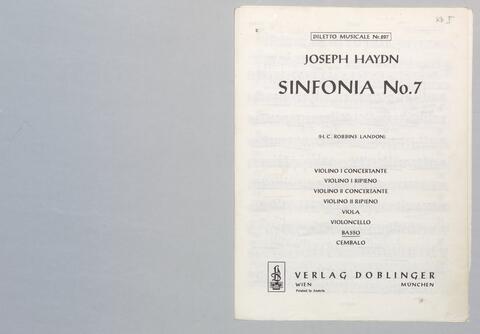 Kb I
DILETTO MUSICALE Nr. 897
JOSEPH HAYDN
SINFONIA No.7
(H. C. ROBBINS LANDON)
VIOLINO I CONCERTANTE
VIOLINO I RIPIENO
VIOLINO II CONCERTANTE
VIOLINO II RIPIENO
VIOLA
VIOLONCELLO
BASSO
CEMBALO
VERLAG DOBLINGER
WIEN MÜNCHEN
Printed in Austria